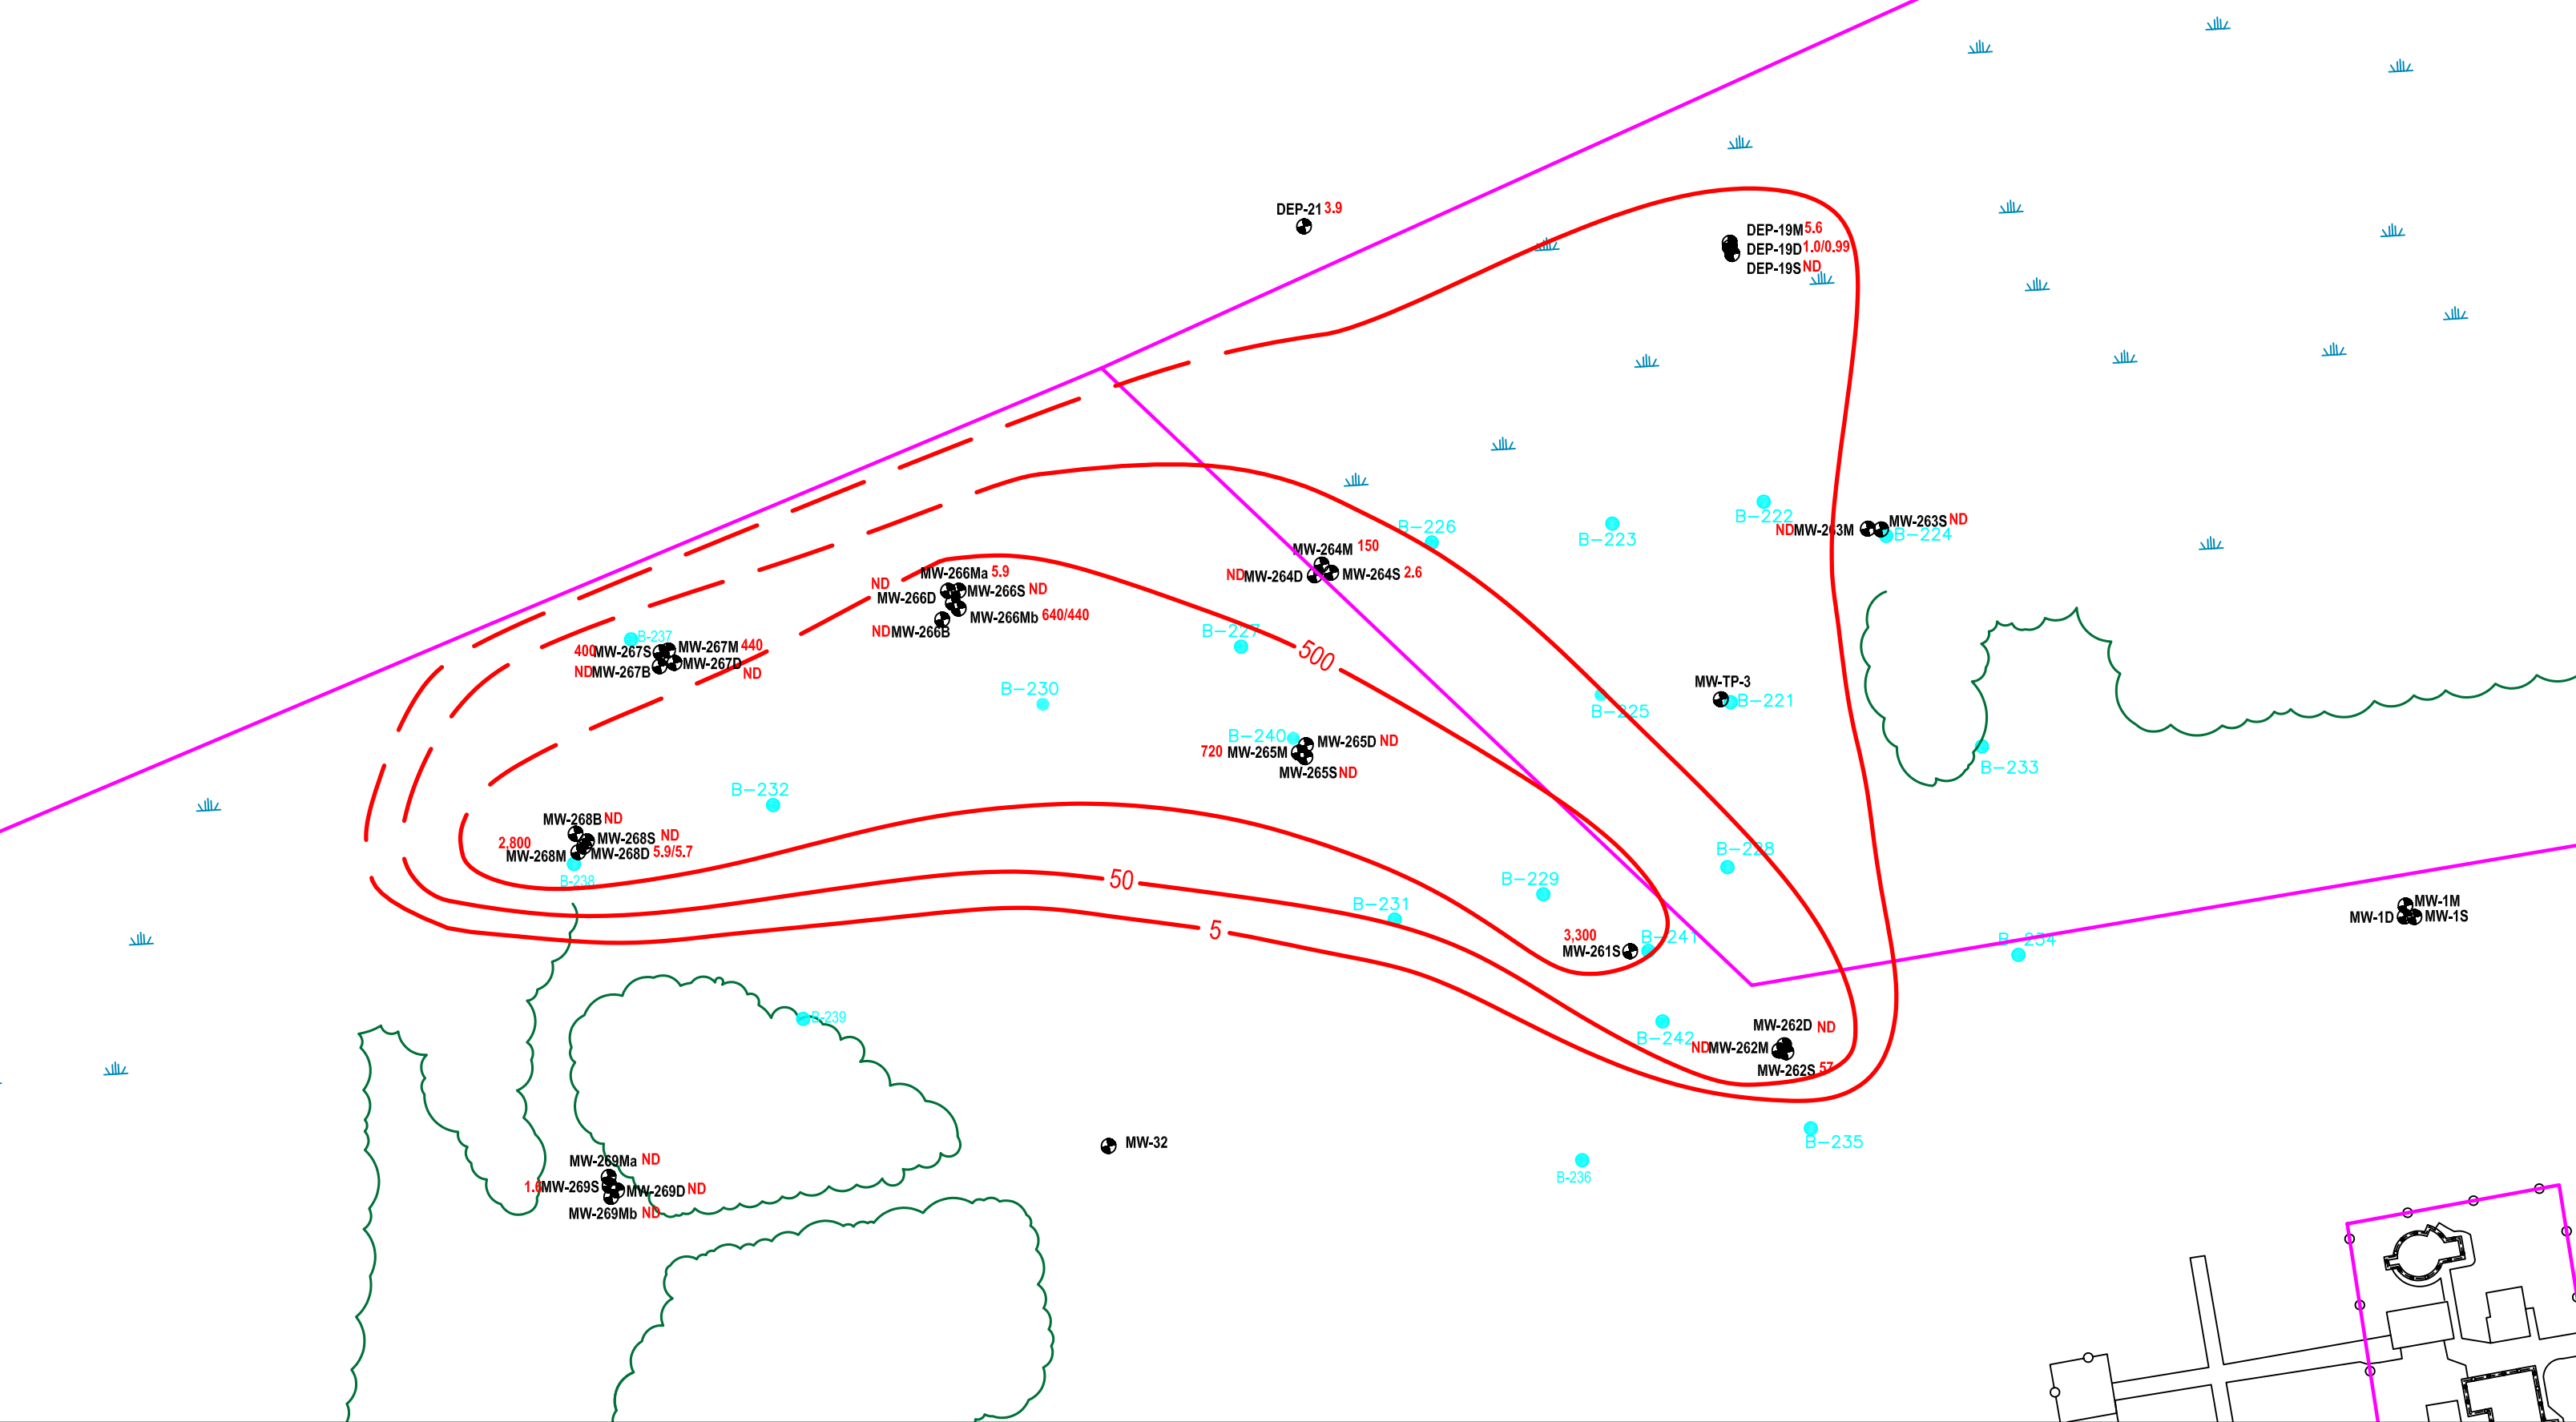 DEP-21 3.9
DEP-19M 5.6
DEP-19D 1.0/0.99
DEP-19S ND
B-222
B-226
B-223
ND MW-263M
MW-263S ND
B-224
MW-264M 150
ND MW-264D
MW-264S 2.6
MW-266Ma 5.9
ND
MW-266D
MW-266S ND
MW-266Mb 640/440
ND MW-266B
B-237
400 MW-267S
MW-267M 440
MW-267D
ND MW-267B
ND
B-227
500
B-230
B-225
MW-TP-3
B-221
B-240
720 MW-265M
MW-265D ND
MW-265S ND
B-233
B-232
MW-268B ND
2,800
MW-268S ND
MW-268M
MW-268D 5.9/5.7
B-238
50
B-228
B-229
B-231
5
3,300
MW-261S
B-241
B-234
MW-1M
MW-1D
MW-1S
B-239
B-242
MW-262D ND
ND MW-262M
MW-262S 57
B-235
MW-32
B-236
MW-269Ma ND
1.6 MW-269S
MW-269D ND
MW-269Mb ND